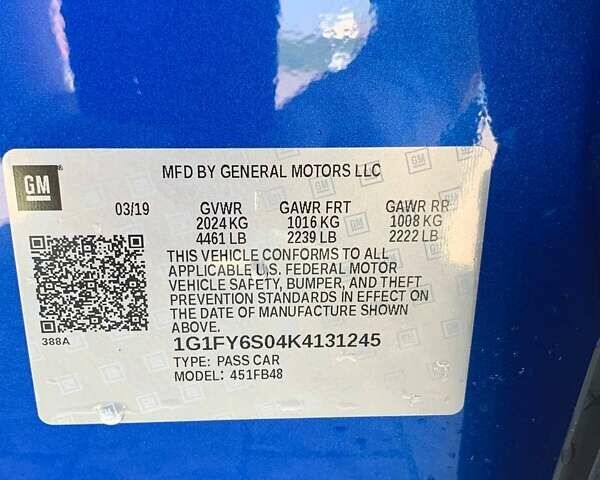 GM
MFD BY GENERAL MOTORS LLC
03/19 GVWR GAWR FRT GAWR RR
2024 KG 1016 KG 1008 KG
4461 LB 2239 LB 2222 LB
THIS VEHICLE CONFORMS TO ALL
APPLICABLE U.S. FEDERAL MOTOR
VEHICLE SAFETY, BUMPER, AND THEFT
PREVENTION STANDARDS IN EFFECT ON
THE DATE OF MANUFACTURE SHOWN
ABOVE.
388A
1G1FY6S04K4131245
TYPE: PASS CAR
MODEL: 451FB48